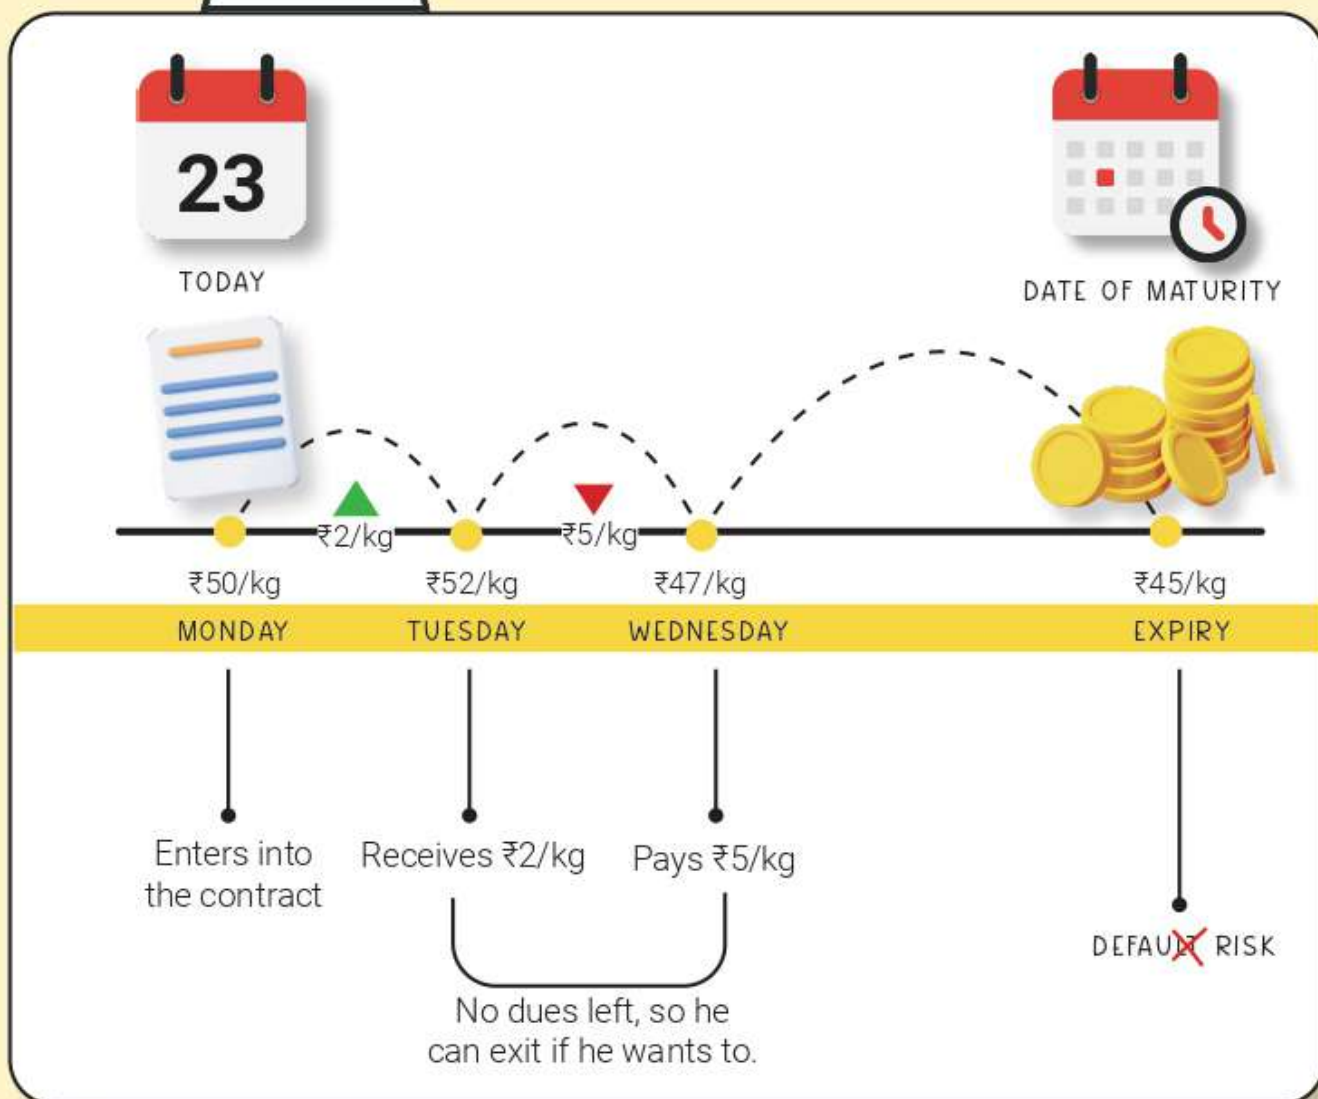 23
TODAY
DATE OF MATURITY
₹2/kg
₹5/kg
₹50/kg
₹52/kg
₹47/kg
₹45/kg
MONDAY
TUESDAY
WEDNESDAY
EXPIRY
Enters into
the contract
Receives ₹2/kg
Pays ₹5/kg
DEFAULT RISK
No dues left, so he
can exit if he wants to.